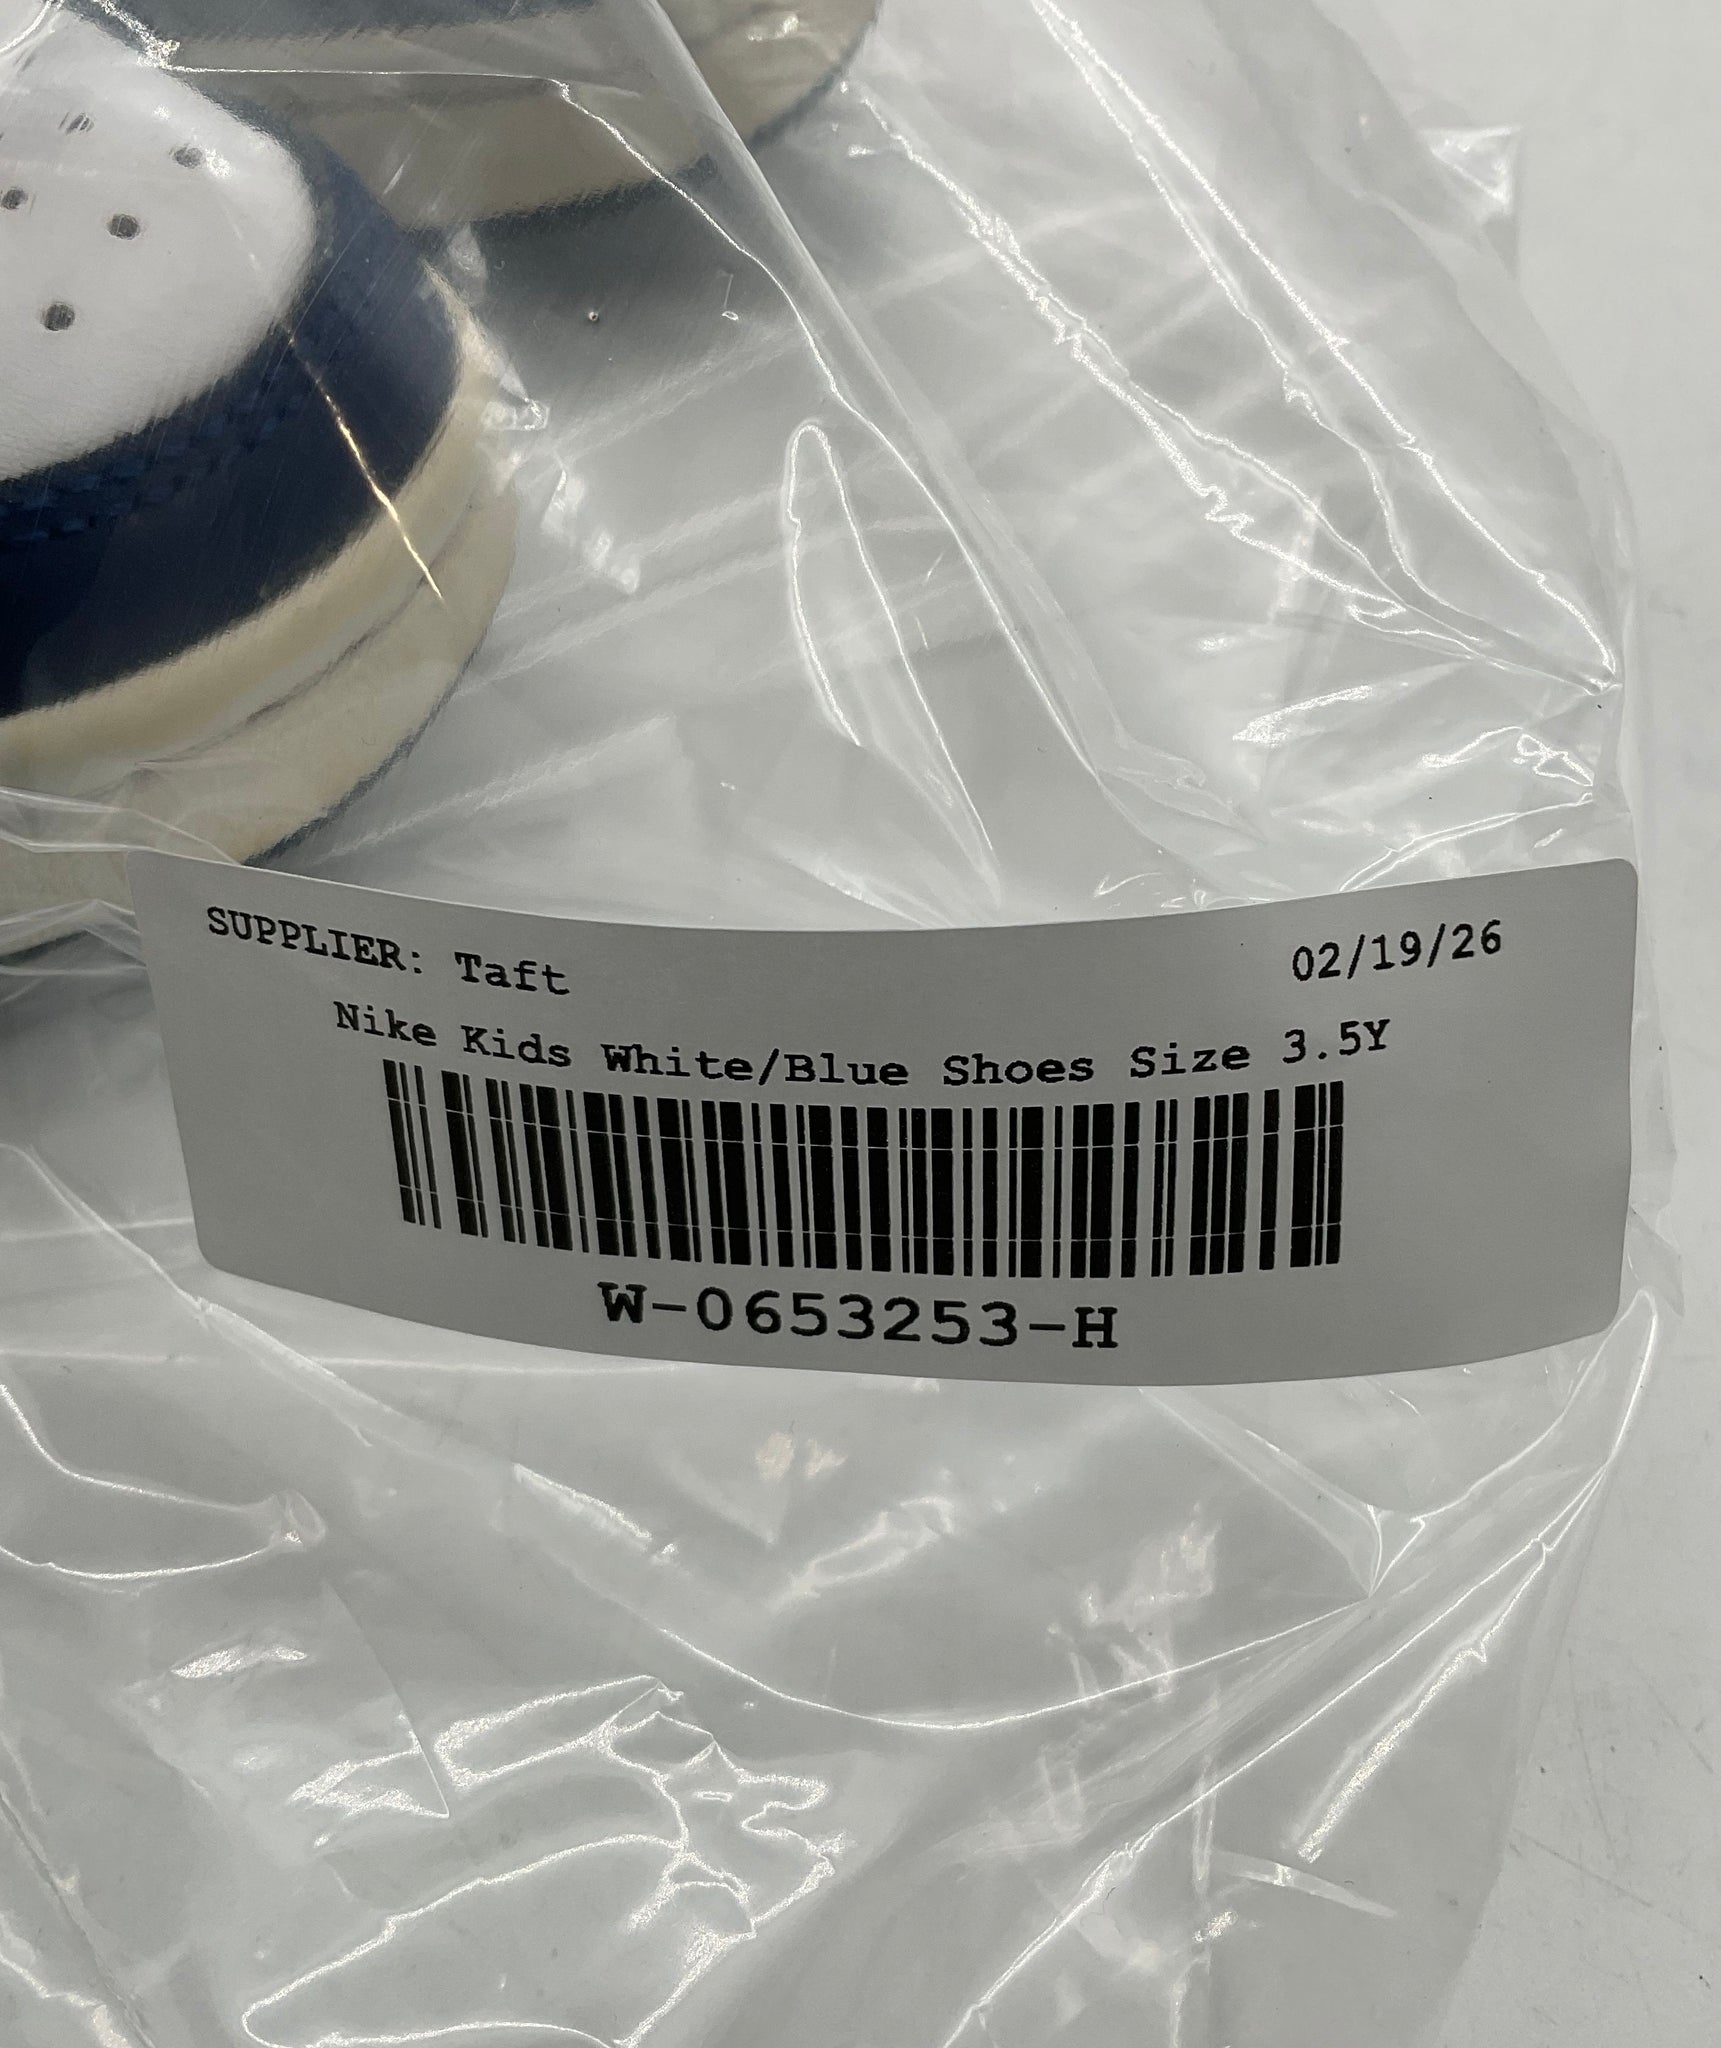 SUPPLIER: Taft 02/19/26
Nike Kids White/Blue Shoes Size 3.5Y
W-0653253-H